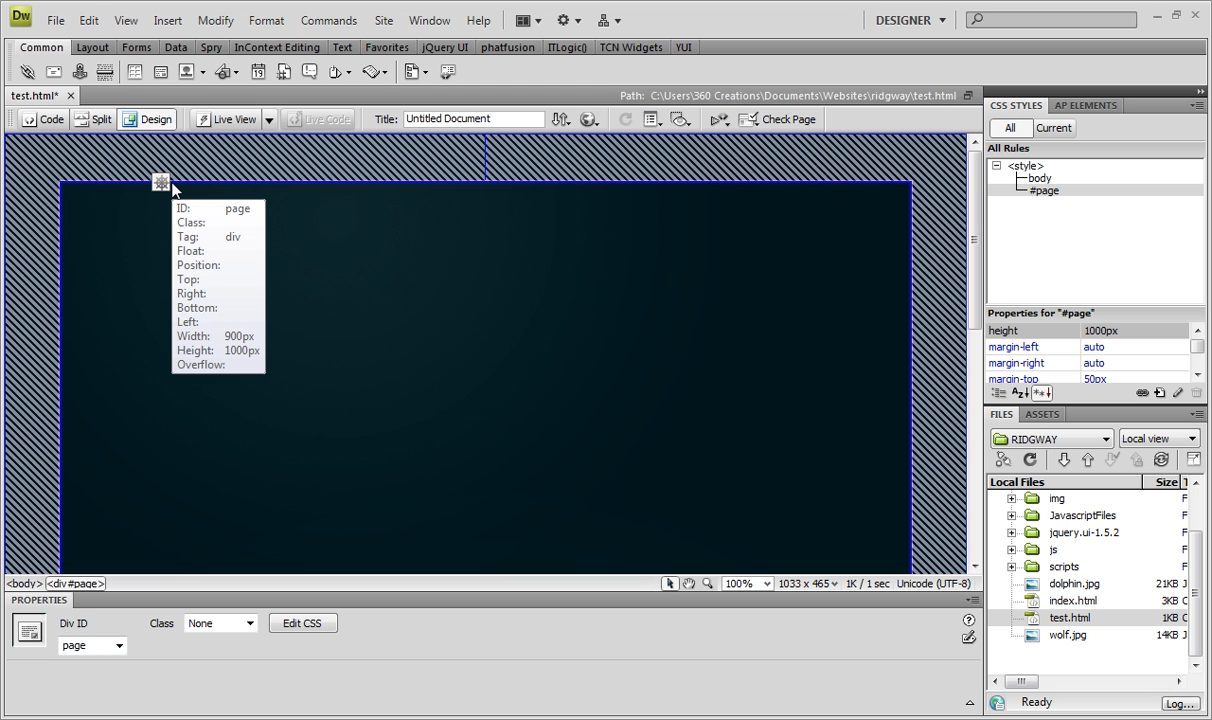 Dw File Edit View Insert Modify Format Commands Site Window Help DESIGNER
Common Layout Forms Data Spry InContext Editing Text Favorites jQuery UI phatfusion ITLogic() TCN Widgets YUI
test.html* Path: C:\Users\360 Creations\Documents\Websites\ridgway\test.html
Code Split Design Live View Live Code Title: Untitled Document Check Page
ID: page
Class:
Tag: div
Float:
Position:
Top:
Right:
Bottom:
Left:
Width: 900px
Height: 1000px
Overflow:
<body> <div#page> 100% 1033 x 465 1K / 1 sec Unicode (UTF-8)
PROPERTIES
Div ID Class None Edit CSS
page
CSS STYLES AP ELEMENTS
All Current
All Rules
<style>
body
#page
Properties for "#page"
height 1000px
margin-left auto
margin-right auto
margin-top 50px
FILES ASSETS
RIDGWAY Local view
Local Files Size T
img F
JavascriptFiles F
jquery.ui-1.5.2 F
js F
scripts F
dolphin.jpg 21KB J
index.html 3KB C
test.html 1KB C
wolf.jpg 14KB J
Ready Log...